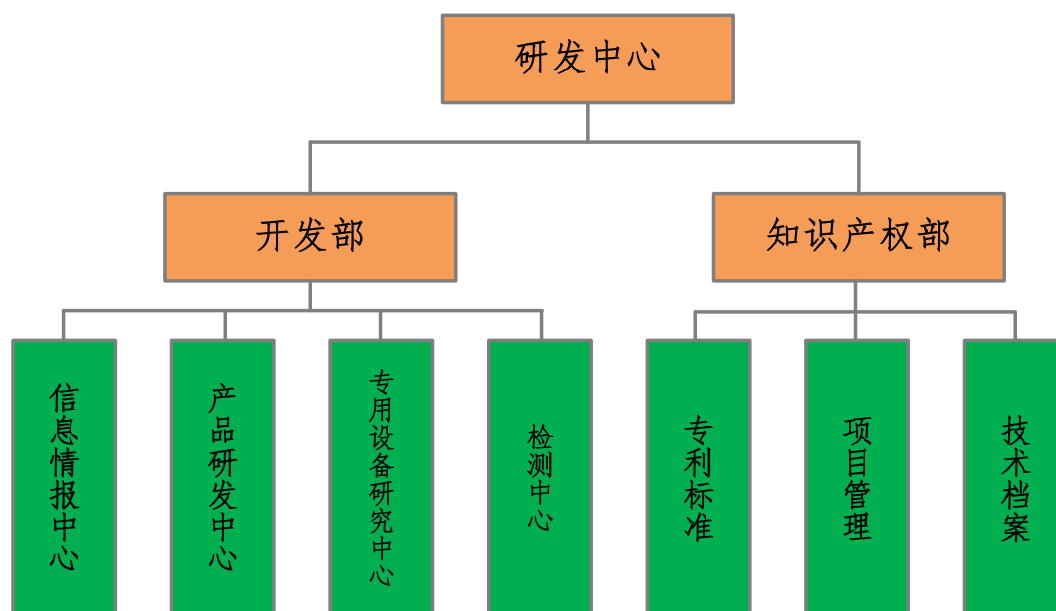 研发中心
开发部
知识产权部
信息情报中心
产品研发中心
专用设备研究中心
检测中心
专利标准
项目管理
技术档案